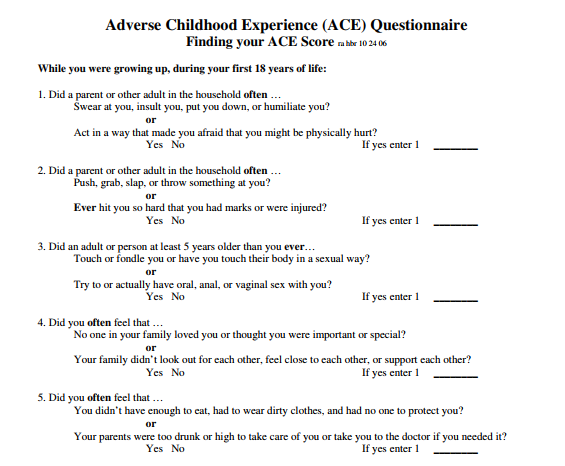 Adverse Childhood Experience (ACE) Questionnaire
Finding your ACE Score ra hbr 10 24 06
While you were growing up, during your first 18 years of life:
1. Did a parent or other adult in the household often …
Swear at you, insult you, put you down, or humiliate you?
or
Act in a way that made you afraid that you might be physically hurt?
Yes No If yes enter 1 ________
2. Did a parent or other adult in the household often …
Push, grab, slap, or throw something at you?
or
Ever hit you so hard that you had marks or were injured?
Yes No If yes enter 1 ________
3. Did an adult or person at least 5 years older than you ever…
Touch or fondle you or have you touch their body in a sexual way?
or
Try to or actually have oral, anal, or vaginal sex with you?
Yes No If yes enter 1 ________
4. Did you often feel that …
No one in your family loved you or thought you were important or special?
or
Your family didn’t look out for each other, feel close to each other, or support each other?
Yes No If yes enter 1 ________
5. Did you often feel that …
You didn’t have enough to eat, had to wear dirty clothes, and had no one to protect you?
or
Your parents were too drunk or high to take care of you or take you to the doctor if you needed it?
Yes No If yes enter 1 ________